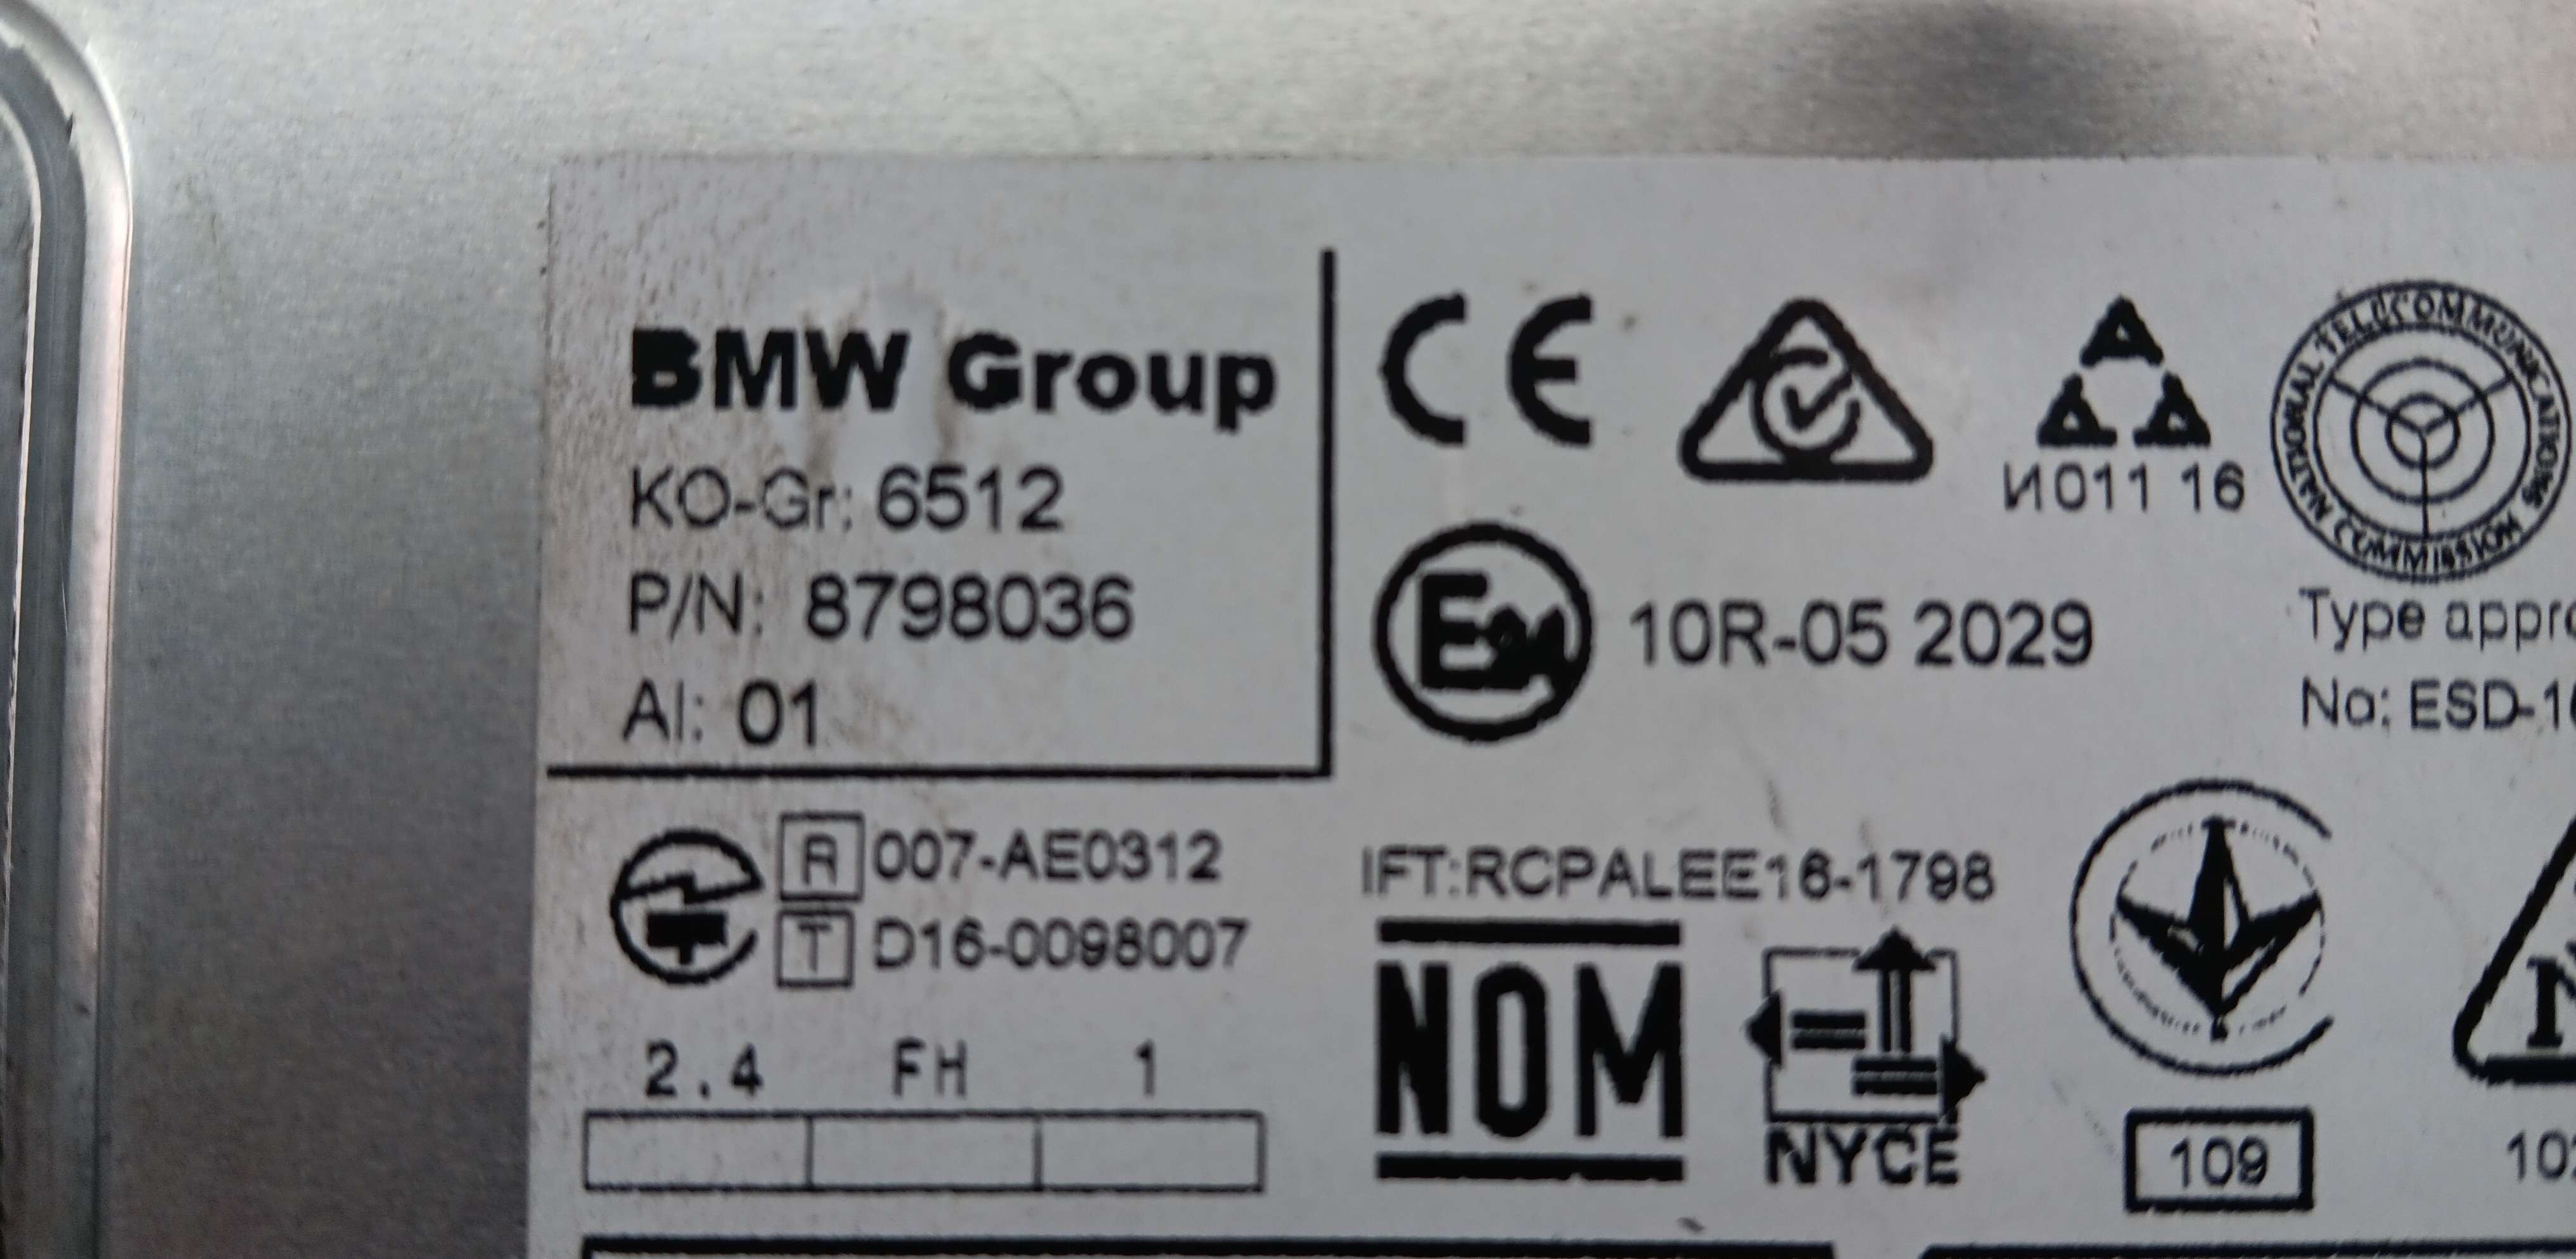 BMW Group
KO-Gr: 6512
P/N: 8798036
AI: 01
CE
И011 16
NATIONAL TELECOMMUNICATIONS COMMISSION
E24
10R-05 2029
Type
No: ESD-1
R 007-AE0312
T D16-0098007
2.4 FH 1
IFT:RCPALEE16-1798
NOM
NYCE
109